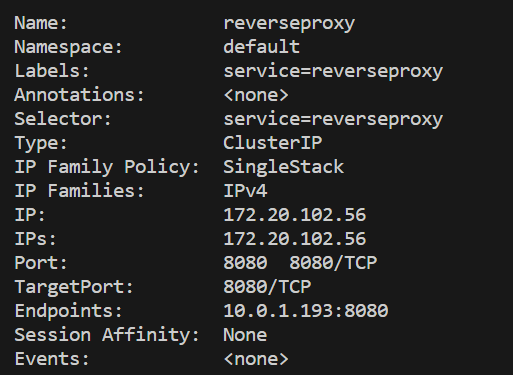 Name: reverseproxy
Namespace: default
Labels: service=reverseproxy
Annotations: <none>
Selector: service=reverseproxy
Type: ClusterIP
IP Family Policy: SingleStack
IP Families: IPv4
IP: 172.20.102.56
IPs: 172.20.102.56
Port: 8080 8080/TCP
TargetPort: 8080/TCP
Endpoints: 10.0.1.193:8080
Session Affinity: None
Events: <none>